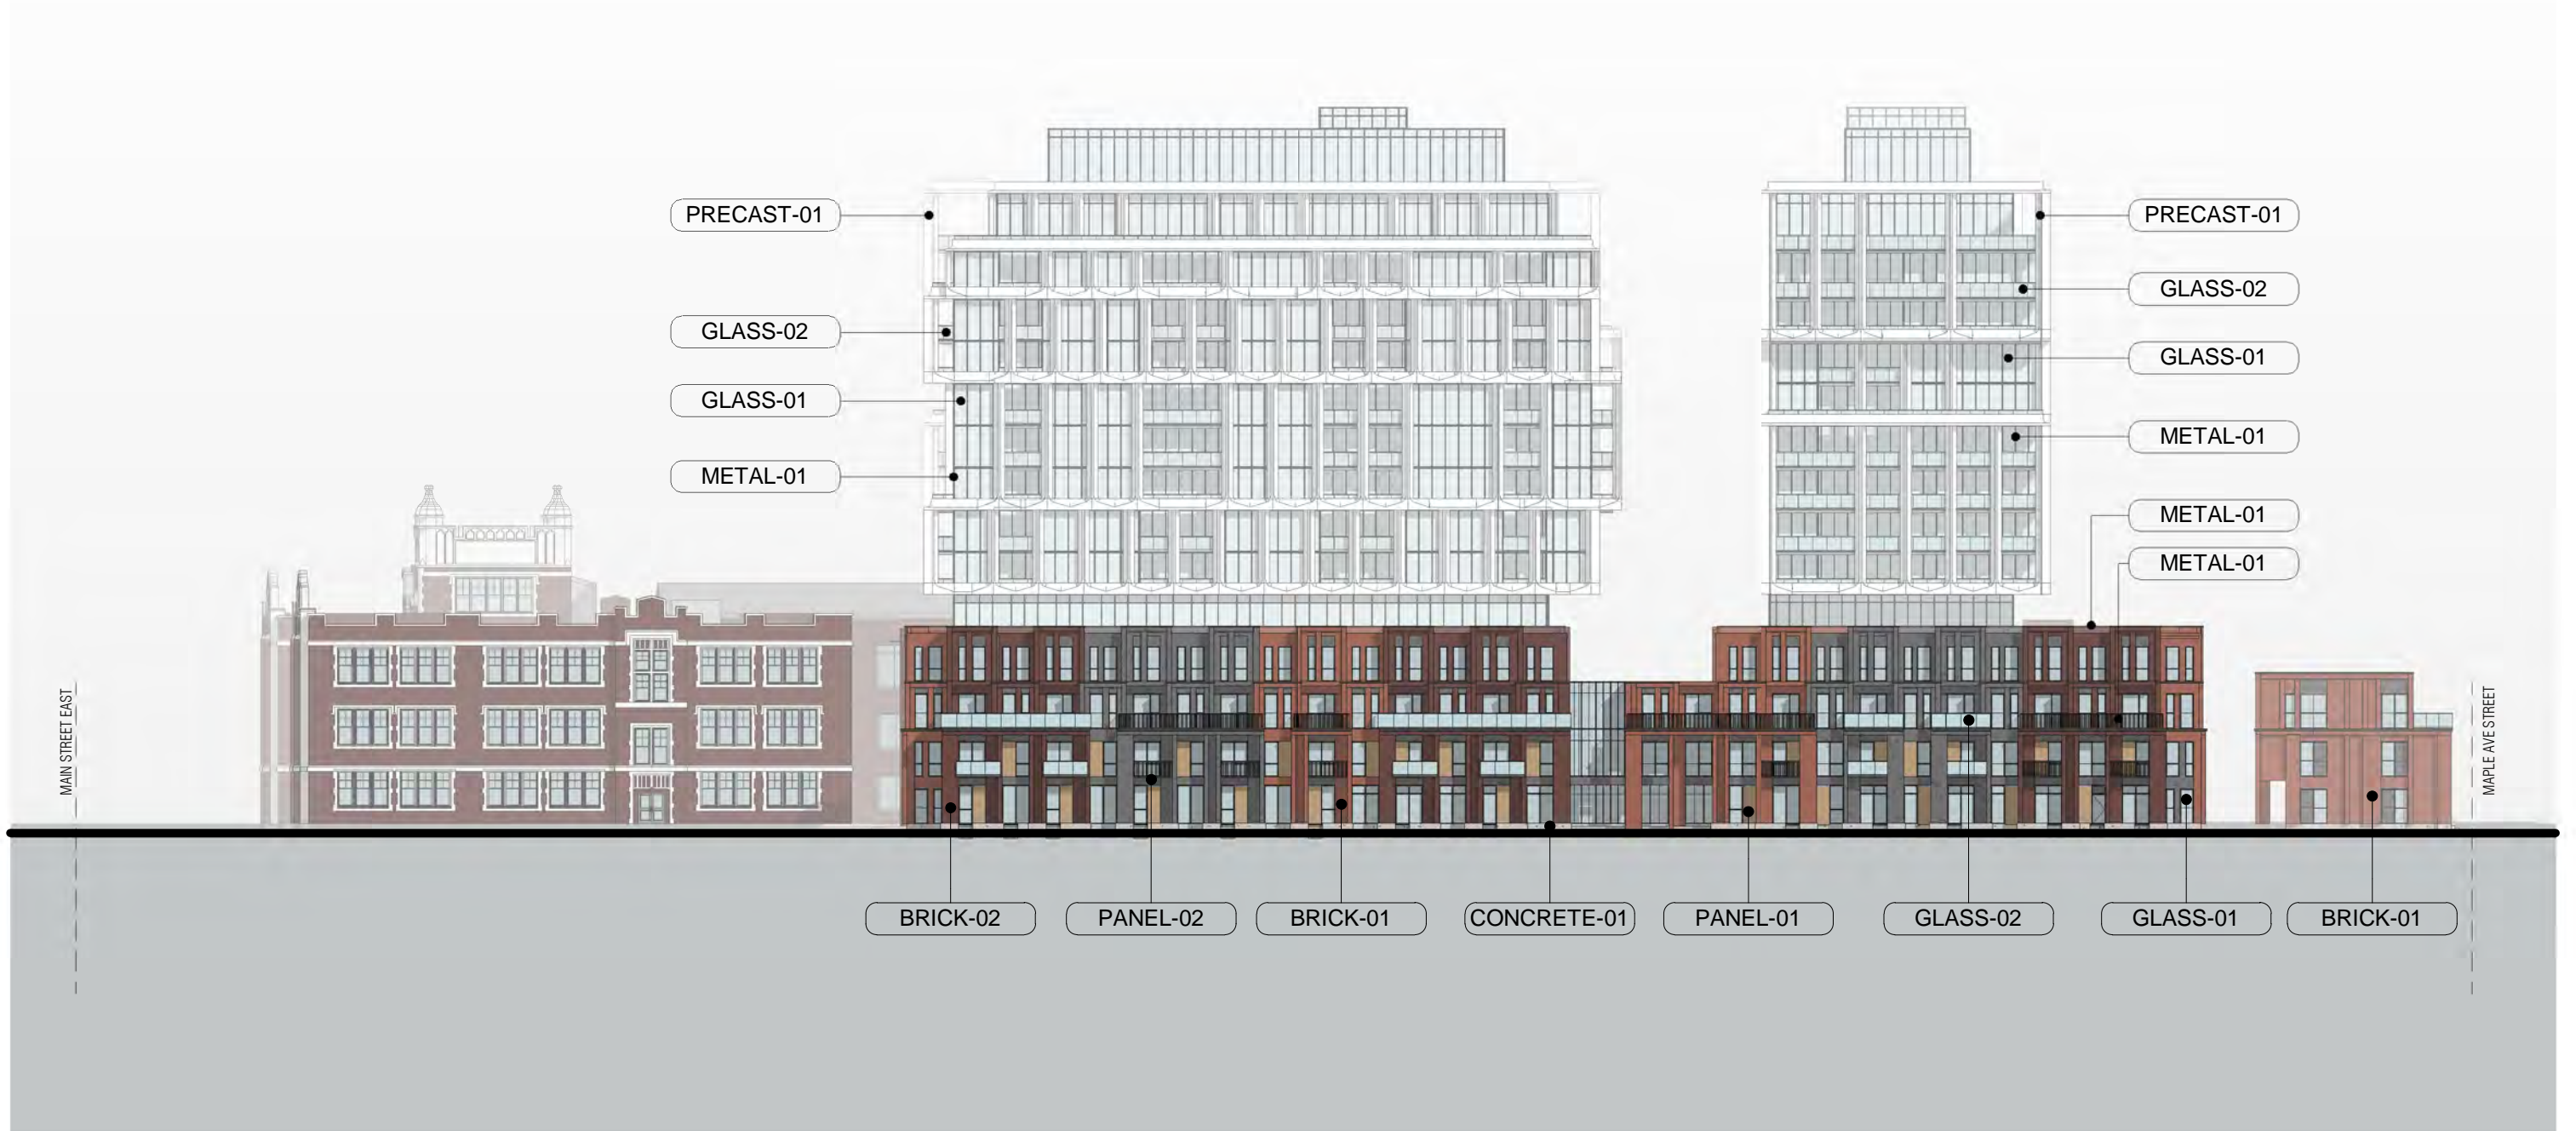 PRECAST-01
PRECAST-01
GLASS-02
GLASS-02
GLASS-01
GLASS-01
METAL-01
METAL-01
METAL-01
METAL-01
MAIN STREET EAST
MAPLE AVE STREET
BRICK-02
PANEL-02
BRICK-01
CONCRETE-01
PANEL-01
GLASS-02
GLASS-01
BRICK-01